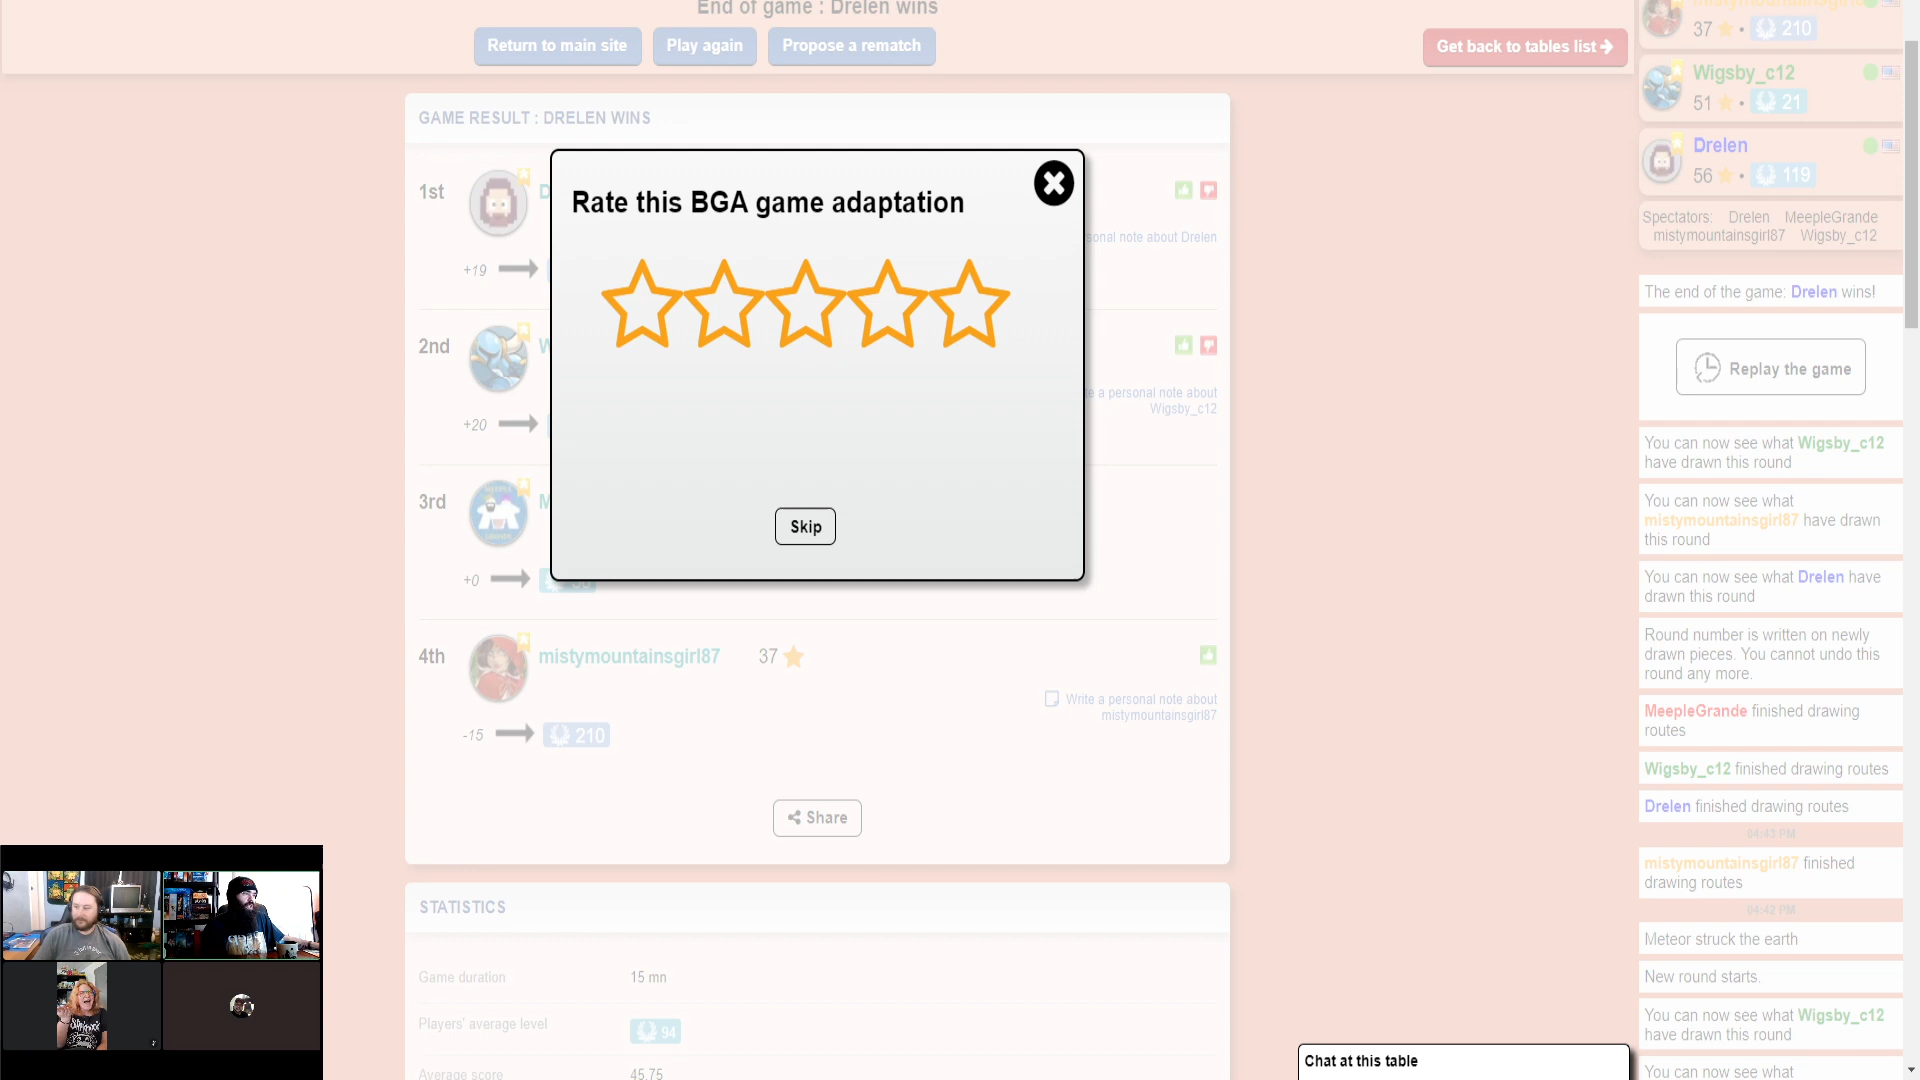 End of game : Drelen wins
Return to main site
Play again
Propose a rematch
Get back to tables list
GAME RESULT : DRELEN WINS
Rate this BGA game adaptation
Skip
1st
D
+19
sonal note about Drelen
2nd
W
+20
e a personal note about
Wigsby_c12
3rd
M
+0
4th
mistymountainsgirl87
37
Write a personal note about
mistymountainsgirl87
-15
210
Share
STATISTICS
Game duration
15 mn
Players' average level
94
Average score
45.75
mistymountainsgirl87
37 • 210
Wigsby_c12
51 • 21
Drelen
56 • 119
Spectators: Drelen MeepleGrande
mistymountainsgirl87 Wigsby_c12
The end of the game: Drelen wins!
Replay the game
You can now see what Wigsby_c12
have drawn this round
You can now see what
mistymountainsgirl87 have drawn
this round
You can now see what Drelen have
drawn this round
Round number is written on newly
drawn pieces. You cannot undo this
round any more.
MeepleGrande finished drawing
routes
Wigsby_c12 finished drawing routes
Drelen finished drawing routes
04:43 PM
mistymountainsgirl87 finished
drawing routes
04:42 PM
Meteor struck the earth
New round starts.
You can now see what Wigsby_c12
have drawn this round
You can now see what
Chat at this table